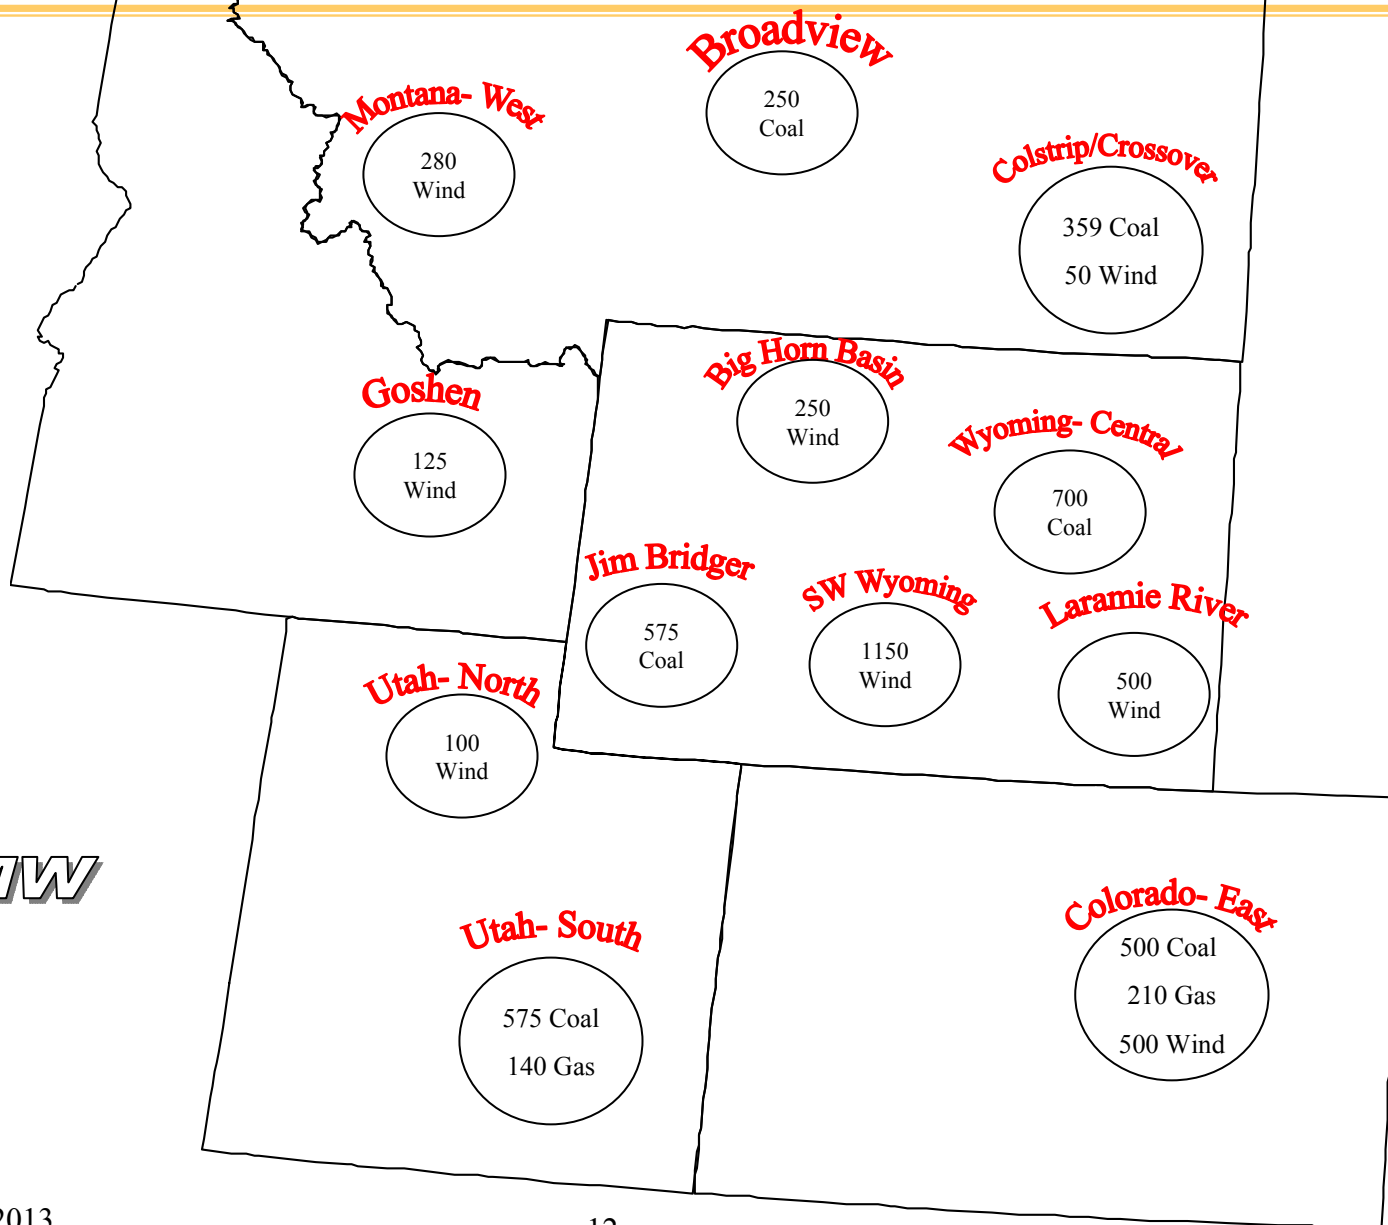 Broadview
250
Coal
Montana- West
280
Wind
Colstrip/Crossover
359 Coal
50 Wind
Big Horn Basin
250
Wind
Goshen
125
Wind
Wyoming- Central
700
Coal
Jim Bridger
575
Coal
SW Wyoming
1150
Wind
Laramie River
500
Wind
Utah- North
100
Wind
Colorado- East
500 Coal
210 Gas
500 Wind
Utah- South
575 Coal
140 Gas
2013
12